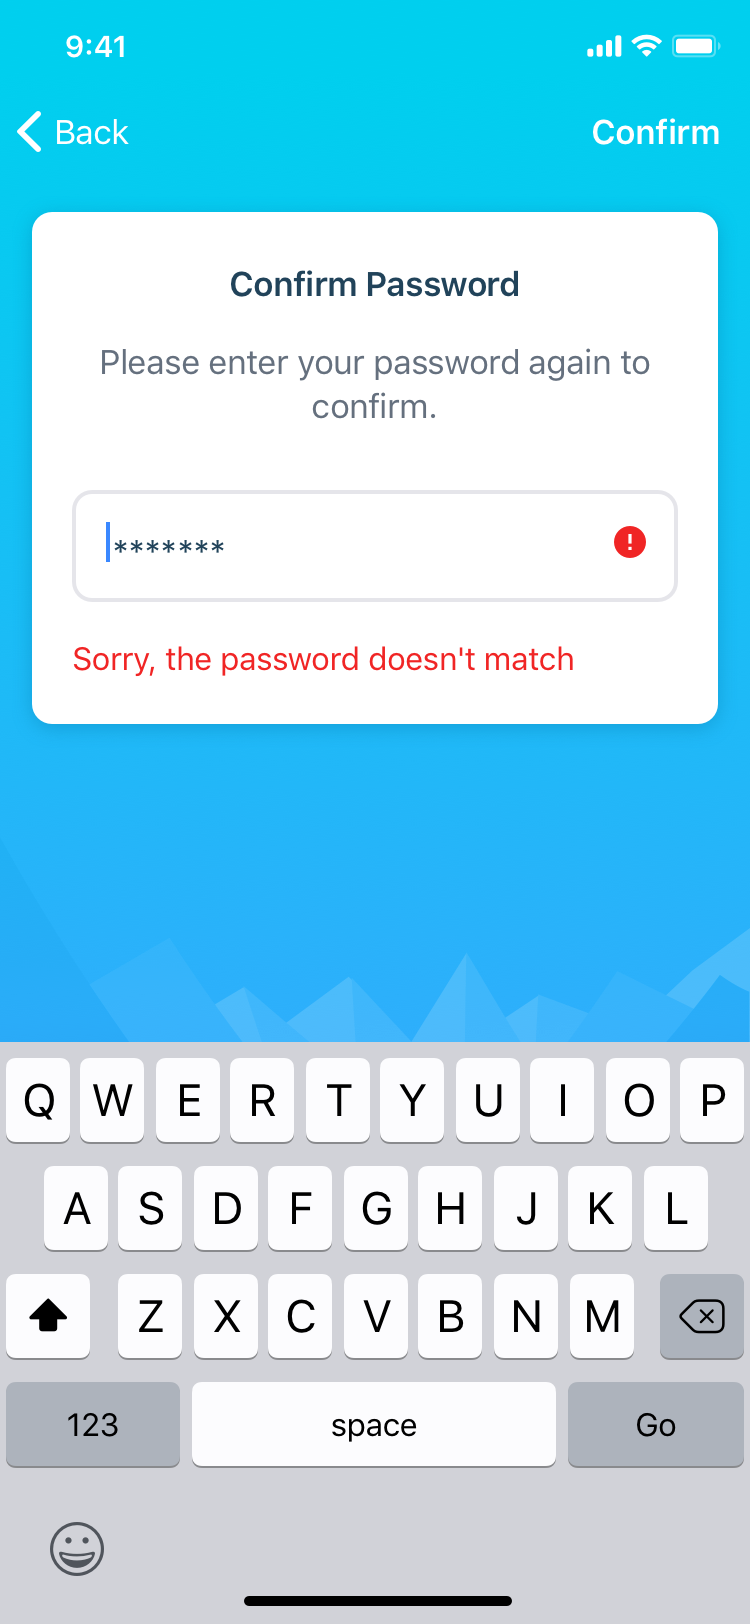 9:41
Back
Confirm
Confirm Password
Please enter your password again to
confirm.
*******
Sorry, the password doesn't match
Q W E R T Y U I O P
A S D F G H J K L
Z X C V B N M
123 space Go